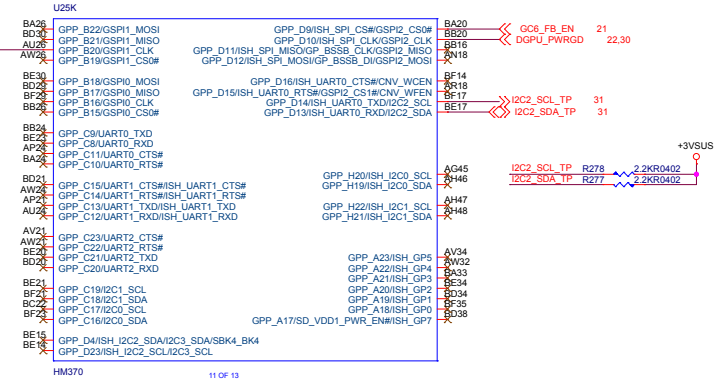 U25K
BA26 GPP_B22/GSPI1_MOSI GPP_D9/ISH_SPI_CS#/GSPI2_CS0# BA20 GC6_FB_EN 21
BD30 GPP_B21/GSPI1_MISO GPP_D10/ISH_SPI_CLK/GSPI2_CLK BB20 DGPU_PWRGD 22,30
AU26 GPP_B20/GSPI1_CLK GPP_D11/ISH_SPI_MISO/GP_BSSB_CLK/GSPI2_MISO BB16
AW26 GPP_B19/GSPI1_CS0# GPP_D12/ISH_SPI_MOSI/GP_BSSB_DI/GSPI2_MOSI AN18
BE30 GPP_B18/GSPI0_MOSI GPP_D16/ISH_UART0_CTS#/CNV_WCEN BF14
BD29 GPP_B17/GSPI0_MISO GPP_D15/ISH_UART0_RTS#/GSPI2_CS1#/CNV_WFEN AR18
BF29 GPP_B16/GSPI0_CLK GPP_D14/ISH_UART0_TXD/I2C2_SCL BF17 I2C2_SCL_TP 31
BB26 GPP_B15/GSPI0_CS0# GPP_D13/ISH_UART0_RXD/I2C2_SDA BE17 I2C2_SDA_TP 31
BB24 GPP_C9/UART0_TXD
BE23 GPP_C8/UART0_RXD
AP24 GPP_C11/UART0_CTS#
BA24 GPP_C10/UART0_RTS#
+3VSUS
GPP_H20/ISH_I2C0_SCL AG45 I2C2_SCL_TP R278 2.2KR0402
BD21 GPP_C15/UART1_CTS#/ISH_UART1_CTS# GPP_H19/ISH_I2C0_SDA AH46 I2C2_SDA_TP R277 2.2KR0402
AW24 GPP_C14/UART1_RTS#/ISH_UART1_RTS#
AP21 GPP_C13/UART1_TXD/ISH_UART1_TXD GPP_H22/ISH_I2C1_SCL AH47
AU24 GPP_C12/UART1_RXD/ISH_UART1_RXD GPP_H21/ISH_I2C1_SDA AH48
AV21 GPP_C23/UART2_CTS#
AW21 GPP_C22/UART2_RTS#
BE20 GPP_C21/UART2_TXD GPP_A23/ISH_GP5 AV34
BD20 GPP_C20/UART2_RXD GPP_A22/ISH_GP4 AW32
GPP_A21/ISH_GP3 BA33
BE21 GPP_C19/I2C1_SCL GPP_A20/ISH_GP2 BE34
BF21 GPP_C18/I2C1_SDA GPP_A19/ISH_GP1 BD34
BC22 GPP_C17/I2C0_SCL GPP_A18/ISH_GP0 BF35
BF23 GPP_C16/I2C0_SDA GPP_A17/SD_VDD1_PWR_EN#/ISH_GP7 BD38
BE15 GPP_D4/ISH_I2C2_SDA/I2C3_SDA/SBK4_BK4
BE14 GPP_D23/ISH_I2C2_SCL/I2C3_SCL
HM370
11 OF 13